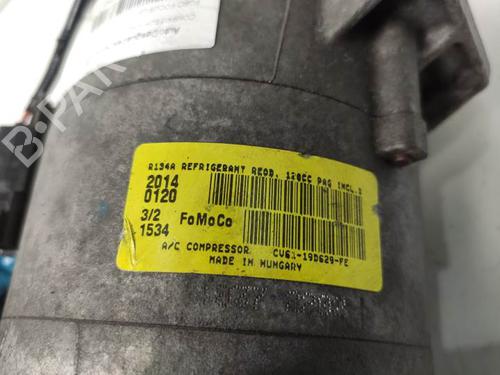 R134A REFRIGERANT REQD. 120CC PAG INCL.
2014
0120
3/2 FoMoCo
1534
A/C COMPRESSOR CV61-19D629-FE
MADE IN HUNGARY
B-PARTS